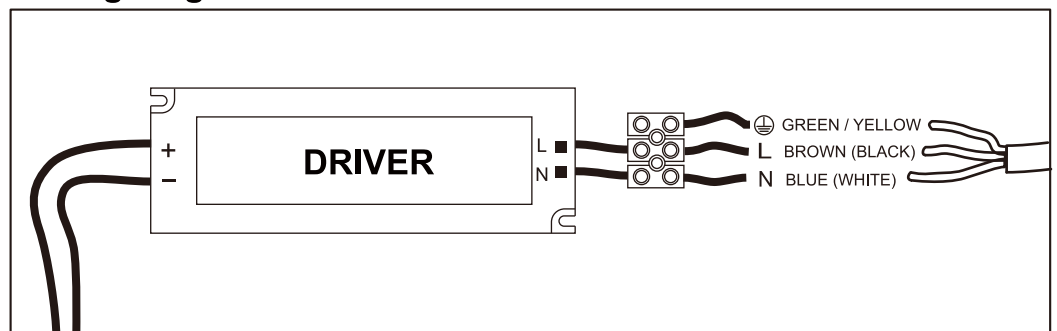 +
−
DRIVER
L
N
GREEN / YELLOW
L BROWN (BLACK)
N BLUE (WHITE)